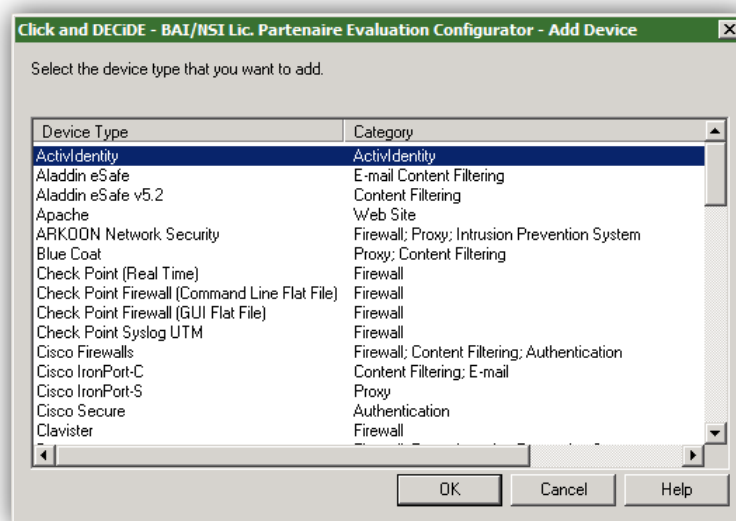 Click and DECiDE - BAI/NSI Lic. Partenaire Evaluation Configurator - Add Device
Select the device type that you want to add.
Device Type Category
ActivIdentity ActivIdentity
Aladdin eSafe E-mail Content Filtering
Aladdin eSafe v5.2 Content Filtering
Apache Web Site
ARKOON Network Security Firewall; Proxy; Intrusion Prevention System
Blue Coat Proxy; Content Filtering
Check Point (Real Time) Firewall
Check Point Firewall (Command Line Flat File) Firewall
Check Point Firewall (GUI Flat File) Firewall
Check Point Syslog UTM Firewall
Cisco Firewalls Firewall; Content Filtering; Authentication
Cisco IronPort-C Content Filtering; E-mail
Cisco IronPort-S Proxy
Cisco Secure Authentication
Clavister Firewall
OK Cancel Help